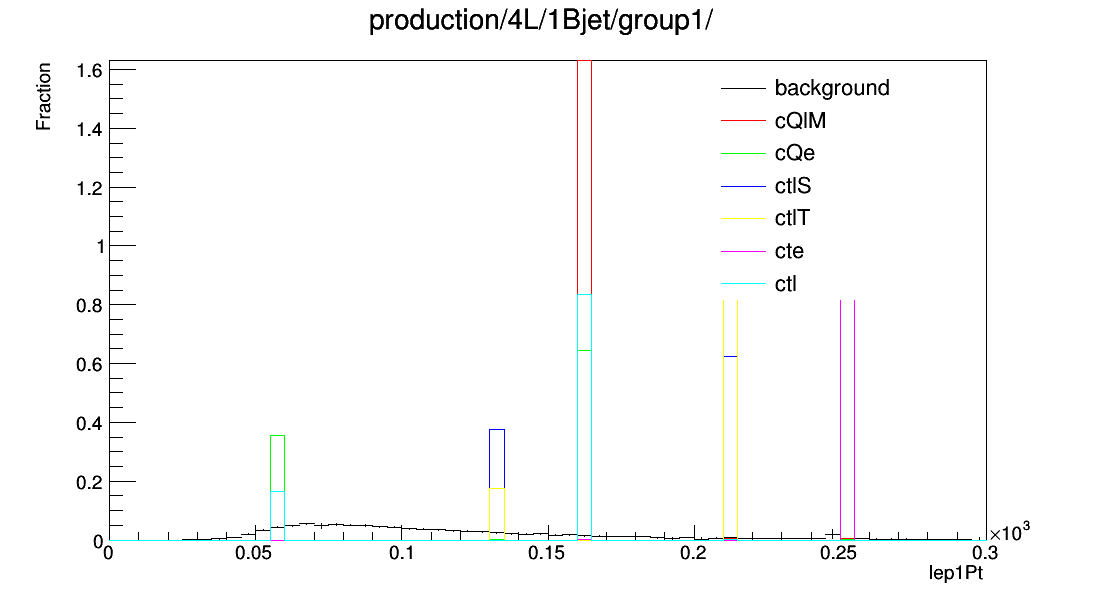 production/4L/1Bjet/group1/
Fraction
1.6
1.4
1.2
1
0.8
0.6
0.4
0.2
0
background
cQlM
cQe
ctlS
ctlT
cte
ctl
0 0.05 0.1 0.15 0.2 0.25 0.3
×10³
lep1Pt